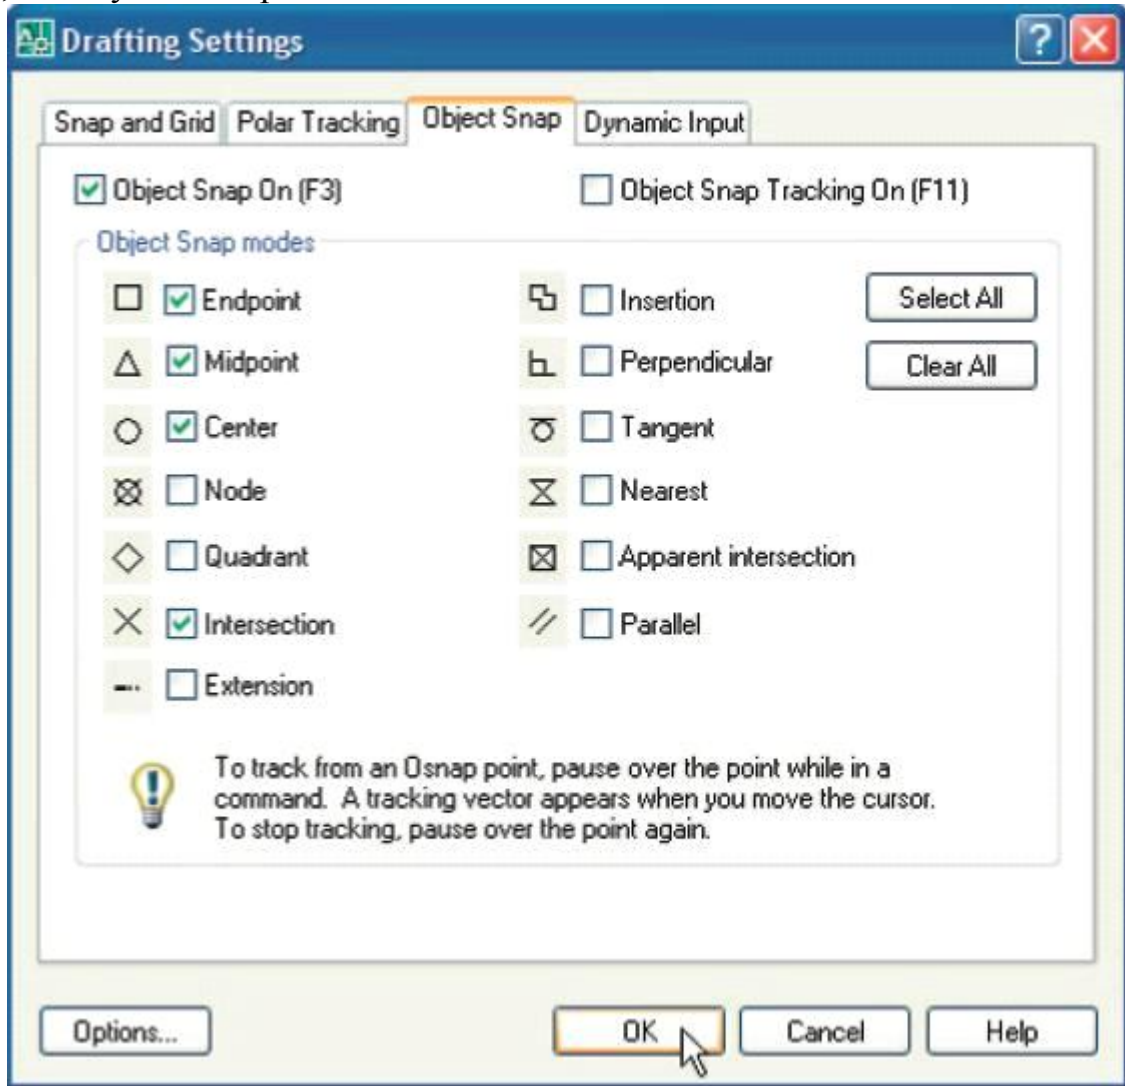 Drafting Settings
Snap and Grid Polar Tracking Object Snap Dynamic Input
Object Snap On (F3) Object Snap Tracking On (F11)
Object Snap modes
Endpoint Insertion Select All
Midpoint Perpendicular Clear All
Center Tangent
Node Nearest
Quadrant Apparent intersection
Intersection Parallel
Extension
To track from an Osnap point, pause over the point while in a
command. A tracking vector appears when you move the cursor.
To stop tracking, pause over the point again.
Options... OK Cancel Help